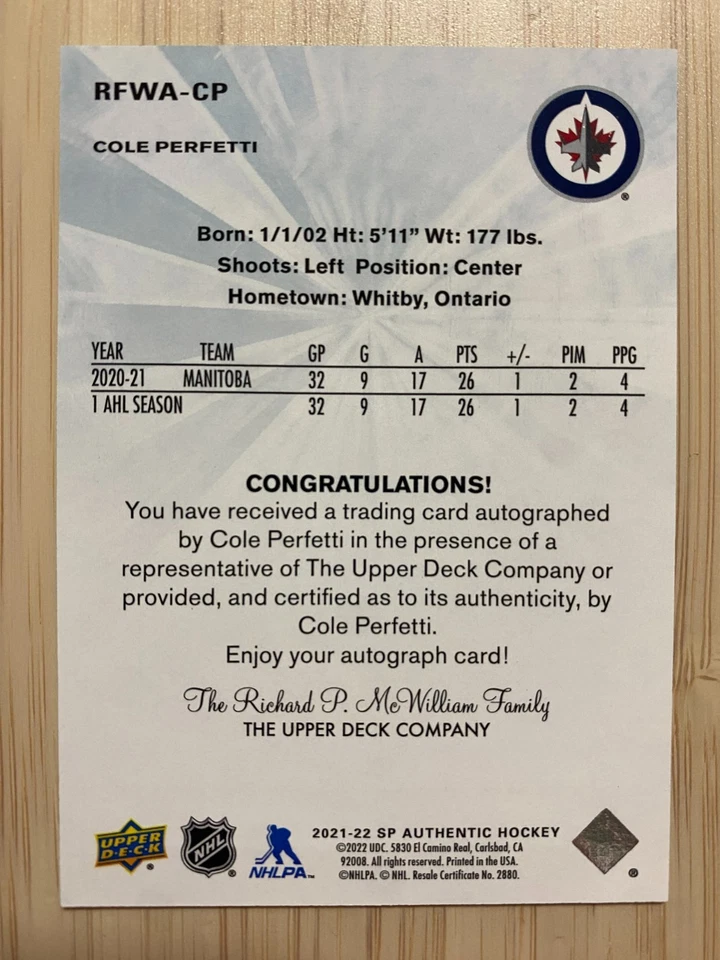 RFWA-CP
COLE PERFETTI
®
Born: 1/1/02 Ht: 5'11” Wt: 177 lbs.
Shoots: Left Position: Center
Hometown: Whitby, Ontario
YEAR TEAM GP G A PTS +/- PIM PPG
2020-21 MANITOBA 32 9 17 26 1 2 4
1 AHL SEASON 32 9 17 26 1 2 4
CONGRATULATIONS!
You have received a trading card autographed
by Cole Perfetti in the presence of a
representative of The Upper Deck Company or
provided, and certified as to its authenticity, by
Cole Perfetti.
Enjoy your autograph card!
The Richard P. McWilliam Family
THE UPPER DECK COMPANY
UPPER
D·E·C·K
®
NHL
®
NHLPA™
2021-22 SP AUTHENTIC HOCKEY
©2022 UDC. 5830 El Camino Real, Carlsbad, CA
92008. All rights reserved. Printed in the USA.
©NHLPA. © NHL. Resale Certificate No. 2880.
®